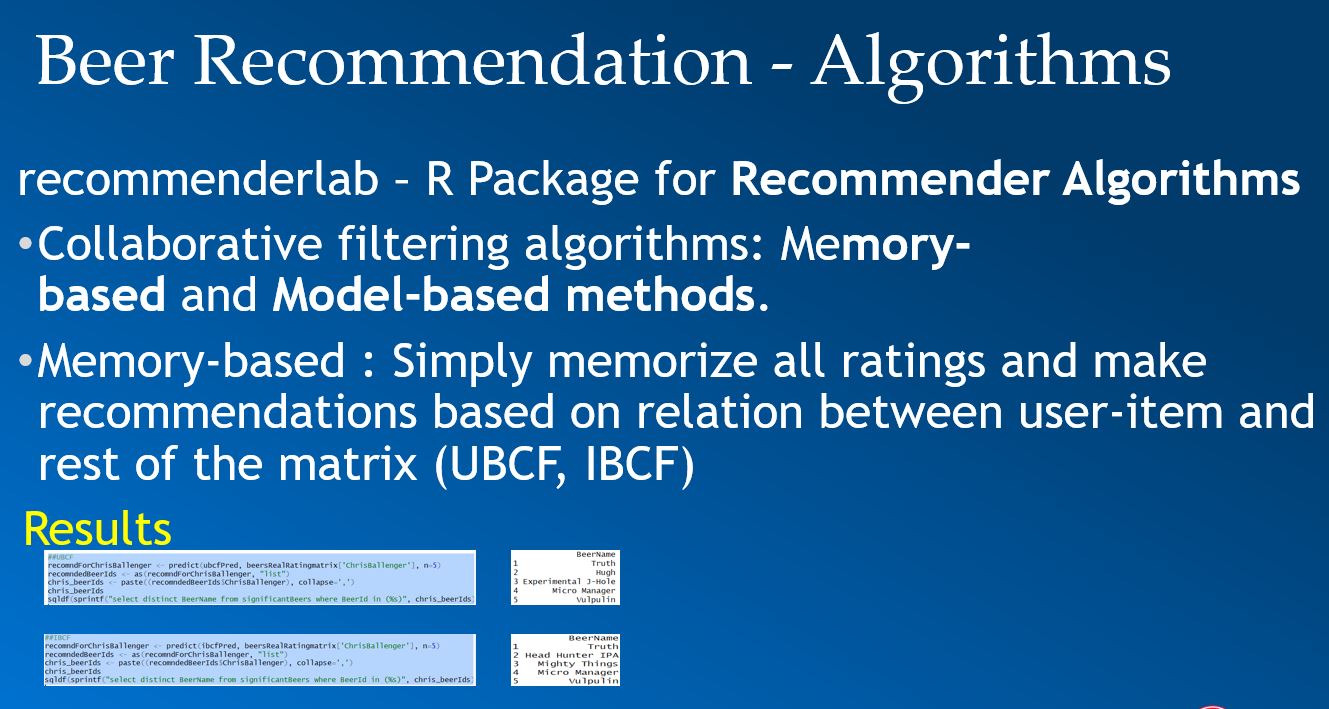 Beer Recommendation - Algorithms
recommenderlab – R Package for Recommender Algorithms
•Collaborative filtering algorithms: Memory-
based and Model-based methods.
•Memory-based : Simply memorize all ratings and make
recommendations based on relation between user-item and
rest of the matrix (UBCF, IBCF)
Results
##UBCF
recomndForChrisBallenger <- predict(ubcfPred, beersRealRatingmatrix['ChrisBallenger'], n=5)
recomndedBeerIds <- as(recomndForChrisBallenger, "list")
chris_beerIds <- paste((recomndedBeerIds$ChrisBallenger), collapse=',')
chris_beerIds
sqldf(sprintf("select distinct BeerName from significantBeers where BeerId in (%s)", chris_beerIds)
BeerName
1 Truth
2 Hugh
3 Experimental J-Hole
4 Micro Manager
5 Vulpulin
##IBCF
recomndForChrisBallenger <- predict(ibcfPred, beersRealRatingmatrix['ChrisBallenger'], n=5)
recomndedBeerIds <- as(recomndForChrisBallenger, "list")
chris_beerIds <- paste((recomndedBeerIds$ChrisBallenger), collapse=',')
chris_beerIds
sqldf(sprintf("select distinct BeerName from significantBeers where BeerId in (%s)", chris_beerIds)
BeerName
1 Truth
2 Head Hunter IPA
3 Mighty Things
4 Micro Manager
5 Vulpulin